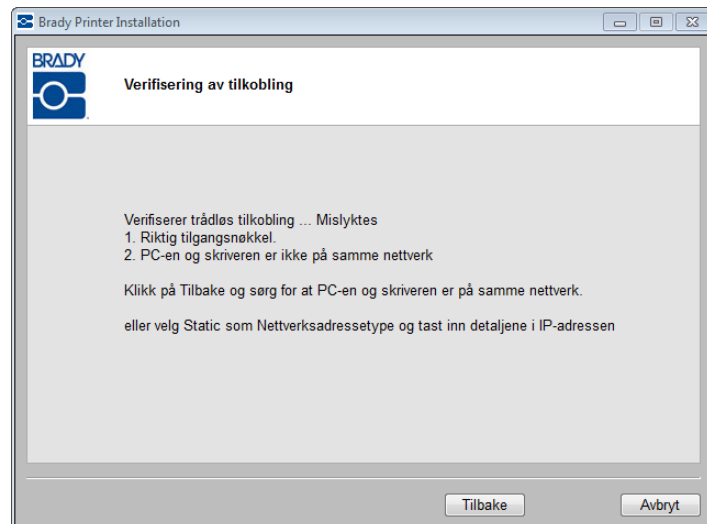 Brady Printer Installation
BRADY
Verifisering av tilkobling
Verifiserer trådløs tilkobling ... Mislyktes
1. Riktig tilgangsnøkkel.
2. PC-en og skriveren er ikke på samme nettverk
Klikk på Tilbake og sørg for at PC-en og skriveren er på samme nettverk.
eller velg Static som Nettverksadressetype og tast inn detaljene i IP-adressen
Tilbake
Avbryt